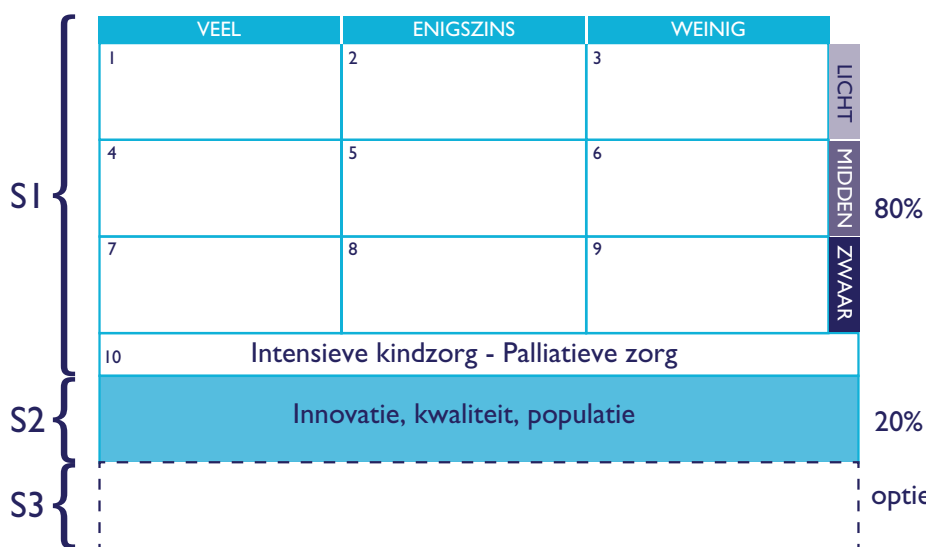 VEEL ENIGSZINS WEINIG
1 2 3
LICHT
4 5 6
MIDDEN
S1
80%
7 8 9
ZWAAR
10 Intensieve kindzorg - Palliatieve zorg
S2 Innovatie, kwaliteit, populatie 20%
S3 optie